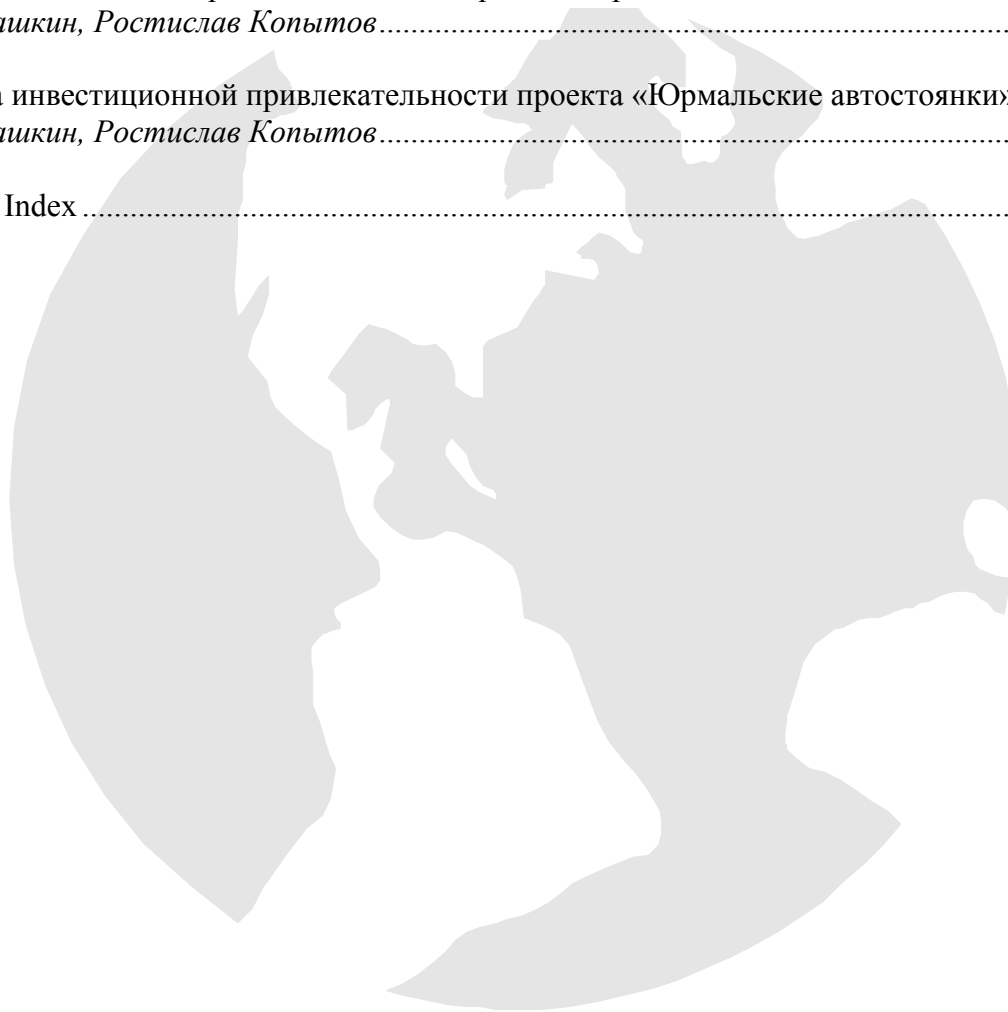 ашкин, Ростислав Копытов
инвестиционной привлекательности проекта «Юрмальские автостоянки»
ашкин, Ростислав Копытов
Index